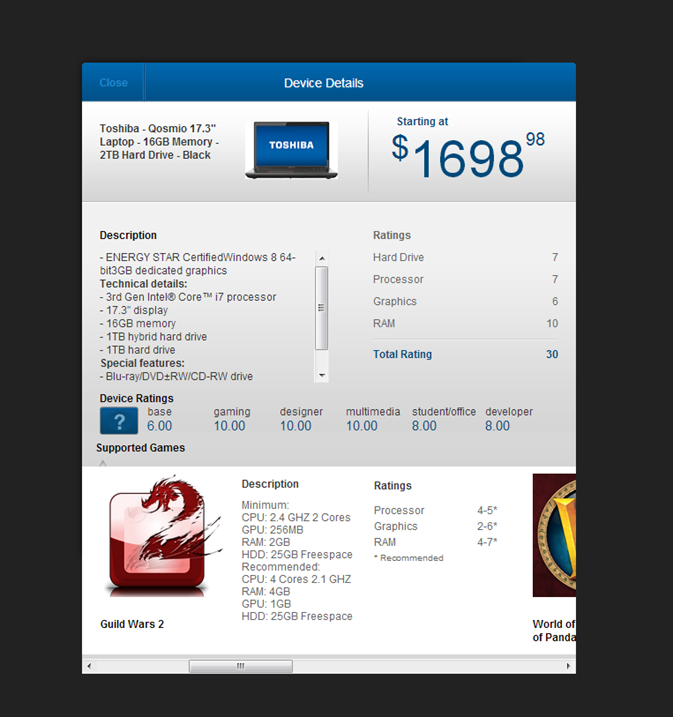 Close
Device Details
Toshiba - Qosmio 17.3"
Laptop - 16GB Memory -
2TB Hard Drive - Black
TOSHIBA
Starting at
$1698 98
Description
- ENERGY STAR CertifiedWindows 8 64-
bit3GB dedicated graphics
Technical details:
- 3rd Gen Intel® Core™ i7 processor
- 17.3" display
- 16GB memory
- 1TB hybrid hard drive
- 1TB hard drive
Special features:
- Blu-ray/DVD±RW/CD-RW drive
Ratings
Hard Drive 7
Processor 7
Graphics 6
RAM 10
Total Rating 30
Device Ratings
?
base gaming designer multimedia student/office developer
6.00 10.00 10.00 10.00 8.00 8.00
Supported Games
Guild Wars 2
Description
Minimum:
CPU: 2.4 GHZ 2 Cores
GPU: 256MB
RAM: 2GB
HDD: 25GB Freespace
Recommended:
CPU: 4 Cores 2.1 GHZ
RAM: 4GB
GPU: 1GB
HDD: 25GB Freespace
Ratings
Processor 4-5*
Graphics 2-6*
RAM 4-7*
* Recommended
World of
of Panda